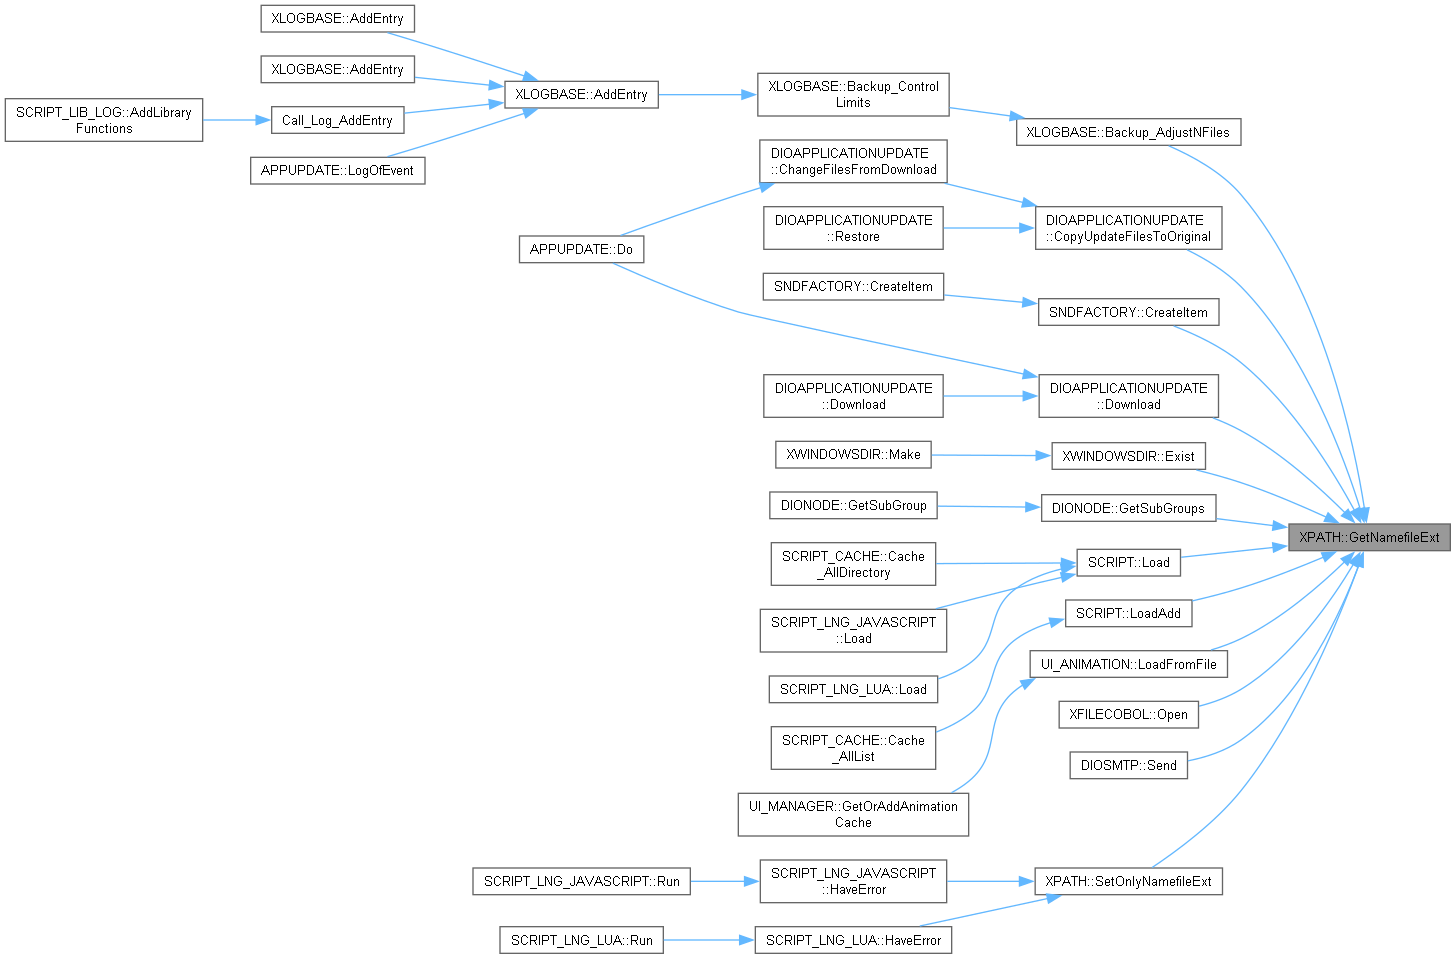 XLOGBASE::AddEntry
XLOGBASE::AddEntry
SCRIPT_LIB_LOG::AddLibrary
Functions
Call_Log_AddEntry
APPUPDATE::LogOfEvent
XLOGBASE::AddEntry
APPUPDATE::Do
SCRIPT_LNG_JAVASCRIPT::Run
SCRIPT_LNG_LUA::Run
XLOGBASE::Backup_Control
Limits
DIOAPPLICATIONUPDATE
::ChangeFilesFromDownload
DIOAPPLICATIONUPDATE
::Restore
SNDFACTORY::CreateItem
DIOAPPLICATIONUPDATE
::Download
XWINDOWSDIR::Make
DIONODE::GetSubGroup
SCRIPT_CACHE::Cache
_AllDirectory
SCRIPT_LNG_JAVASCRIPT
::Load
SCRIPT_LNG_LUA::Load
SCRIPT_CACHE::Cache
_AllList
UI_MANAGER::GetOrAddAnimation
Cache
SCRIPT_LNG_JAVASCRIPT
::HaveError
SCRIPT_LNG_LUA::HaveError
XLOGBASE::Backup_AdjustNFiles
DIOAPPLICATIONUPDATE
::CopyUpdateFilesToOriginal
SNDFACTORY::CreateItem
DIOAPPLICATIONUPDATE
::Download
XWINDOWSDIR::Exist
DIONODE::GetSubGroups
SCRIPT::Load
SCRIPT::LoadAdd
UI_ANIMATION::LoadFromFile
XFILECOBOL::Open
DIOSMTP::Send
XPATH::SetOnlyNamefileExt
XPATH::GetNamefileExt